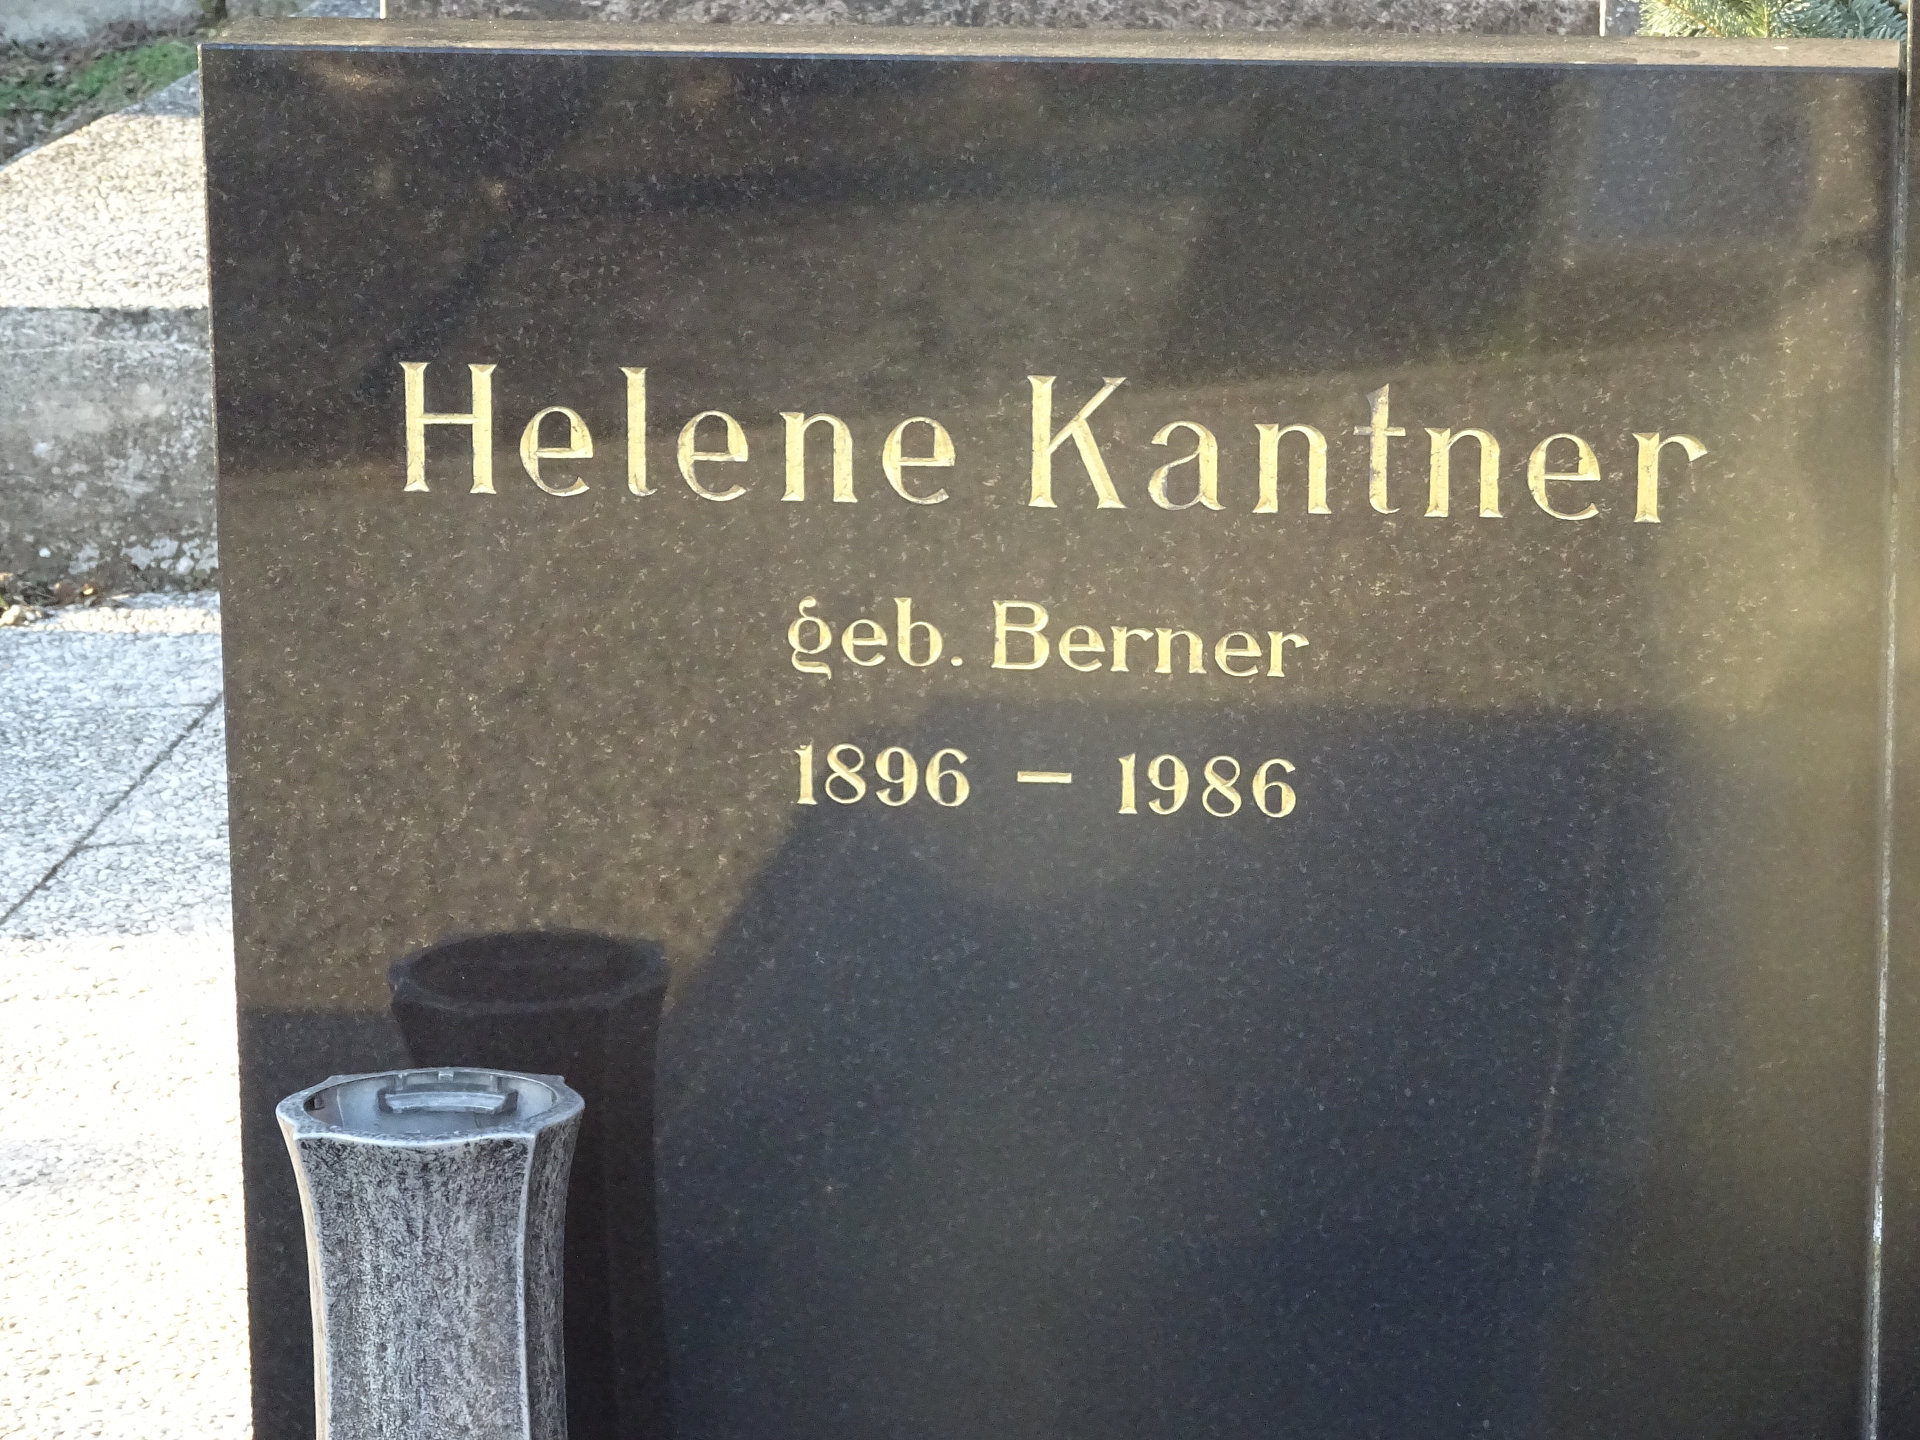 Helene Kantner
geb. Berner
1896 – 1986